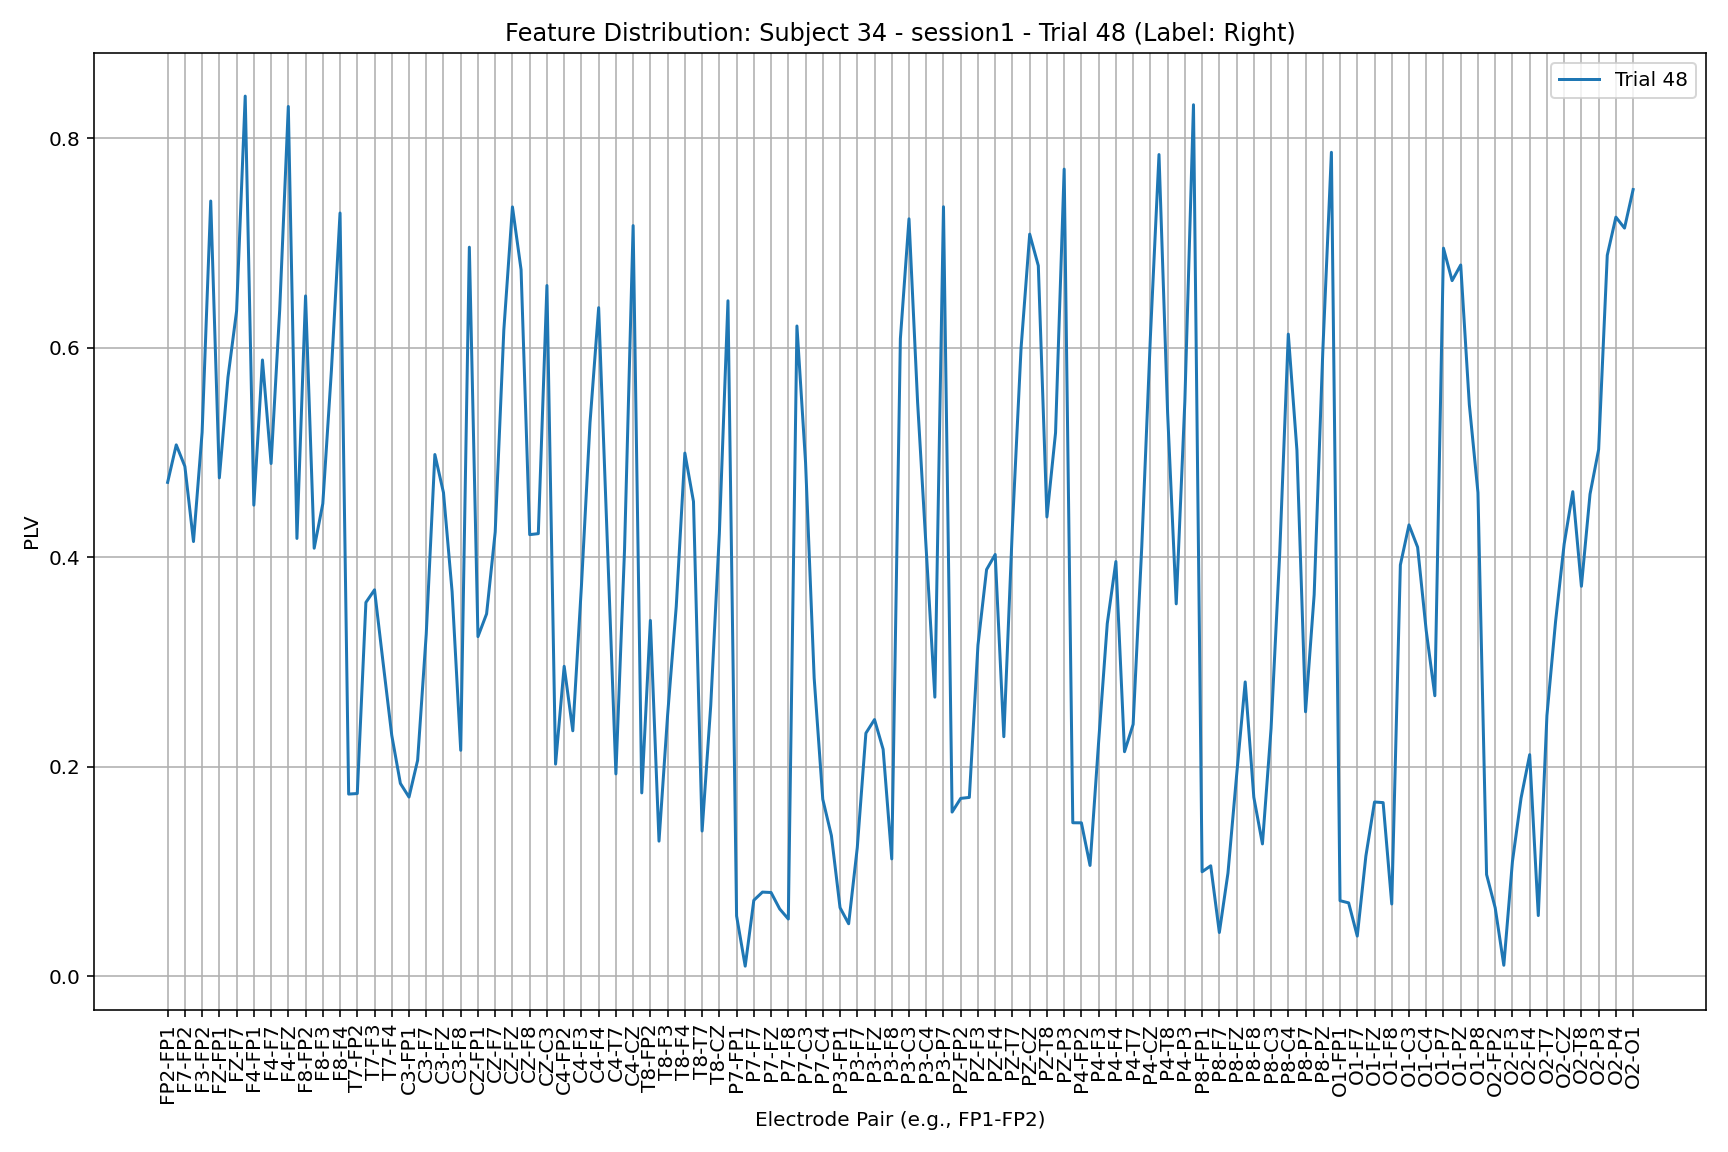 Feature Distribution: Subject 34 - session1 - Trial 48 (Label: Right)
Trial 48
PLV
0.8
0.6
0.4
0.2
0.0
FP2-FP1
F7-FP2
F3-FP2
FZ-FP1
FZ-F7
F4-FP1
F4-F7
F4-FZ
F8-FP2
F8-F3
F8-F4
T7-FP2
T7-F3
T7-F4
C3-FP1
C3-F7
C3-FZ
C3-F8
CZ-FP1
CZ-F7
CZ-FZ
CZ-F8
CZ-C3
C4-FP2
C4-F3
C4-F4
C4-T7
C4-CZ
T8-FP2
T8-F3
T8-F4
T8-T7
T8-CZ
P7-FP1
P7-F7
P7-FZ
P7-F8
P7-C3
P7-C4
P3-FP1
P3-F7
P3-FZ
P3-F8
P3-C3
P3-C4
P3-P7
PZ-FP2
PZ-F3
PZ-F4
PZ-T7
PZ-CZ
PZ-T8
PZ-P3
P4-FP2
P4-F3
P4-F4
P4-T7
P4-CZ
P4-T8
P4-P3
P8-FP1
P8-F7
P8-FZ
P8-F8
P8-C3
P8-C4
P8-P7
P8-PZ
O1-FP1
O1-F7
O1-FZ
O1-F8
O1-C3
O1-C4
O1-P7
O1-PZ
O1-P8
O2-FP2
O2-F3
O2-F4
O2-T7
O2-CZ
O2-T8
O2-P3
O2-P4
O2-O1
Electrode Pair (e.g., FP1-FP2)